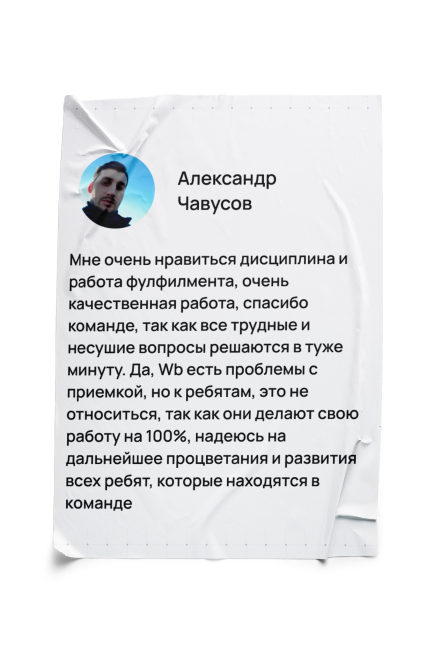 Александр
Чавусов
Мне очень нравиться дисциплина и
работа фулфилмента, очень
качественная работа, спасибо
команде, так как все трудные и
несушие вопросы решаются в туже
минуту. Да, Wb есть проблемы с
приемкой, но к ребятам, это не
относиться, так как они делают свою
работу на 100%, надеюсь на
дальнейшее процветания и развития
всех ребят, которые находятся в
команде